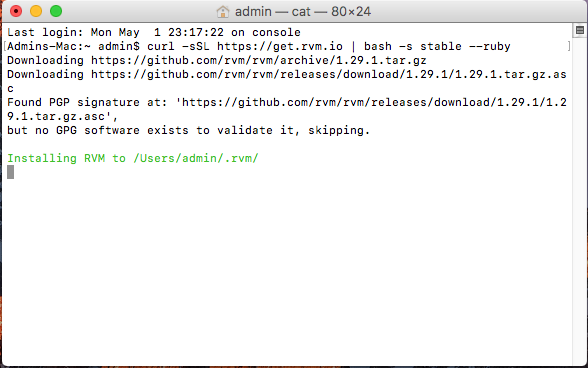 admin — cat — 80×24
Last login: Mon May  1 23:17:22 on console
[Admins-Mac:~ admin$ curl -sSL https://get.rvm.io | bash -s stable --ruby ]
Downloading https://github.com/rvm/rvm/archive/1.29.1.tar.gz
Downloading https://github.com/rvm/rvm/releases/download/1.29.1/1.29.1.tar.gz.as
c
Found PGP signature at: 'https://github.com/rvm/rvm/releases/download/1.29.1/1.2
9.1.tar.gz.asc',
but no GPG software exists to validate it, skipping.
Installing RVM to /Users/admin/.rvm/